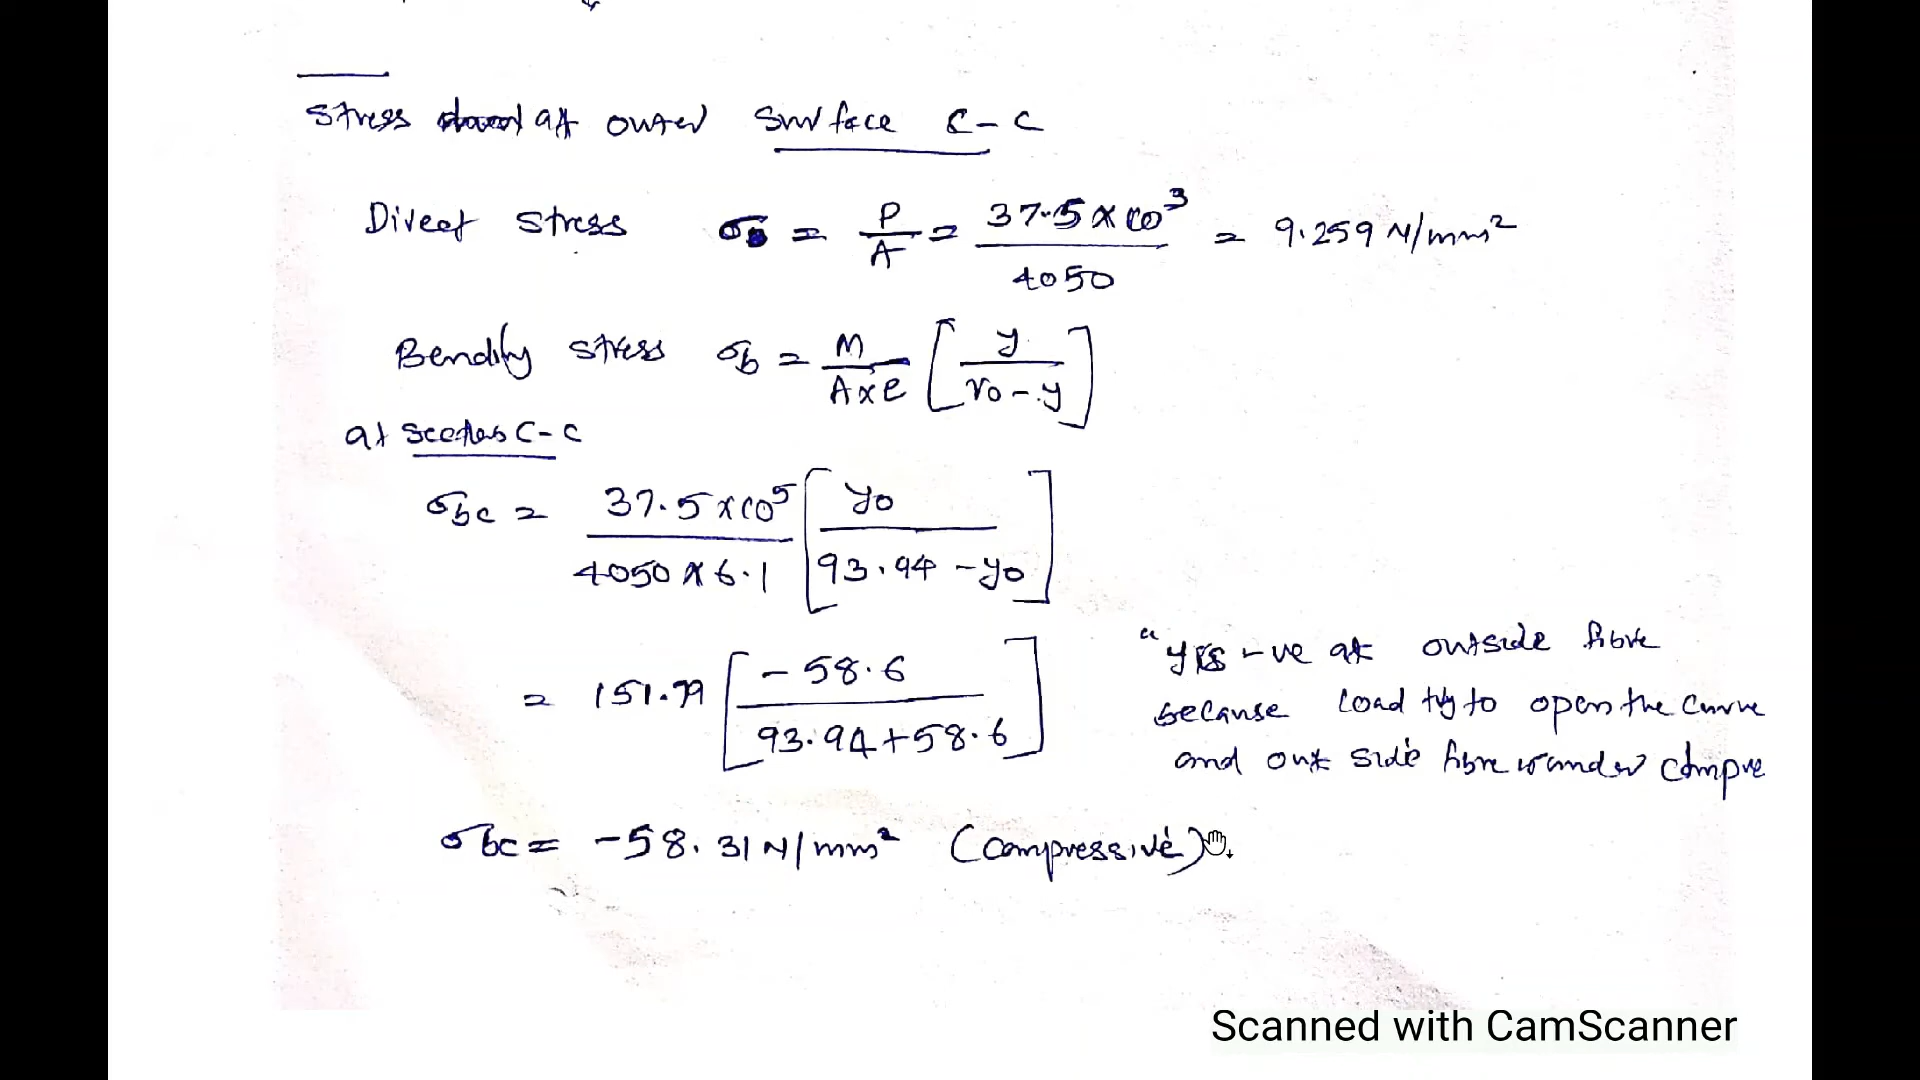 Stress at outer surface C-C
Direct stress σ₀ = P/A = 37.5×10³/4050 = 9.259 N/mm²
Bending stress σb = M/A×e [y/r₀-y]
at section C-C
σbc = 37.5×10⁵/4050×6.1 [y₀/93.94-y₀]
= 151.79 [-58.6/93.94+58.6]
"y is -ve at outside fibre
because load try to open the curve
and out side fibre is under compre
σbc = -58.31 N/mm² (compressive)
Scanned with CamScanner